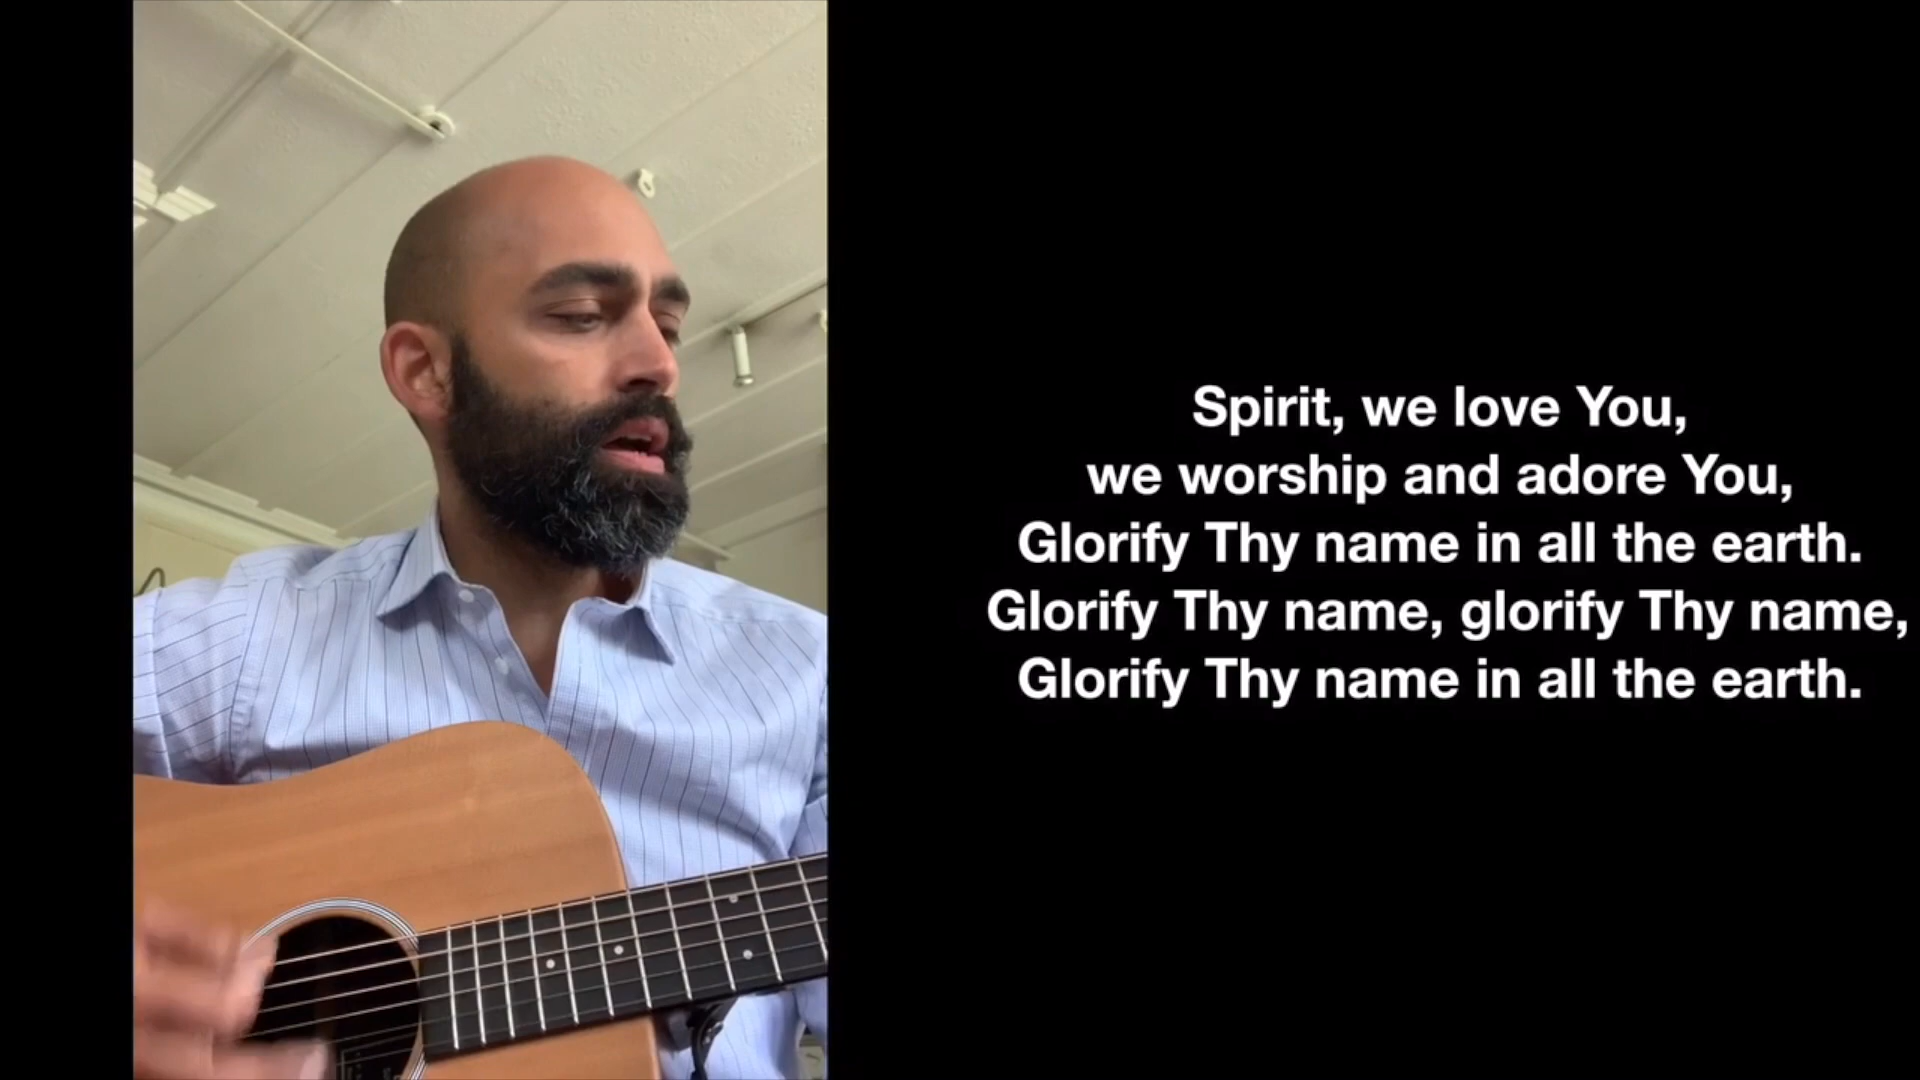 Spirit, we love You,
we worship and adore You,
Glorify Thy name in all the earth.
Glorify Thy name, glorify Thy name,
Glorify Thy name in all the earth.